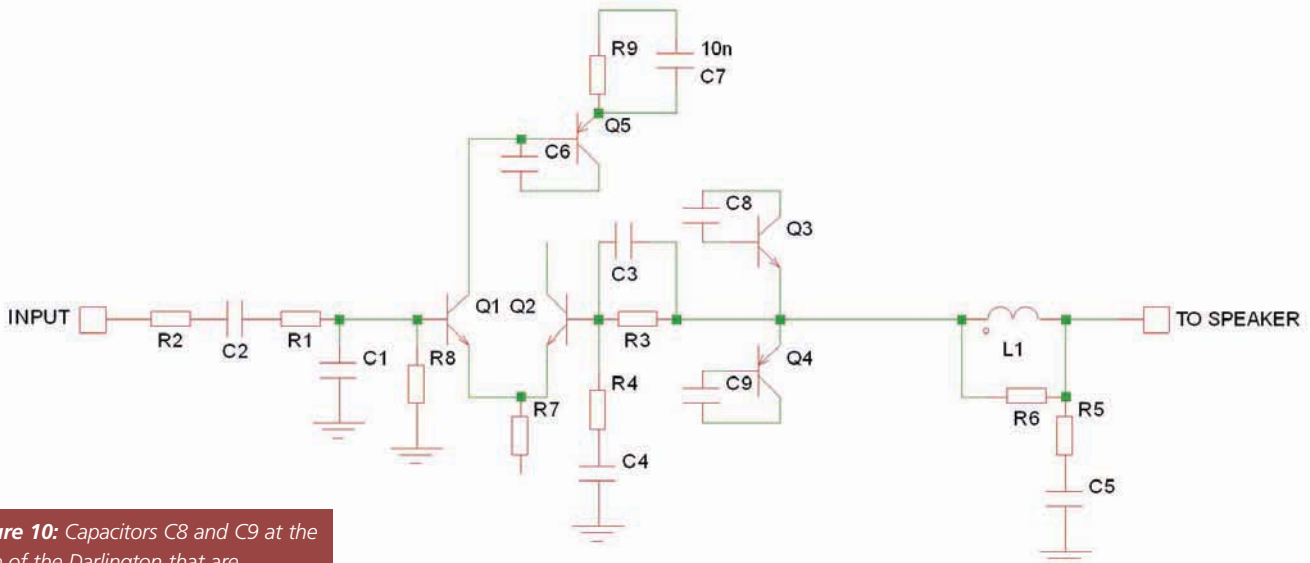 R9
10n
C7
Q5
C6
C8
Q3
C3
INPUT
R2
C2
R1
C1
R8
Q1
Q2
R3
Q4
L1
TO SPEAKER
C9
R4
R7
R6
R5
C4
C5
ure 10: Capacitors C8 and C9 at the
of the Darlington that are